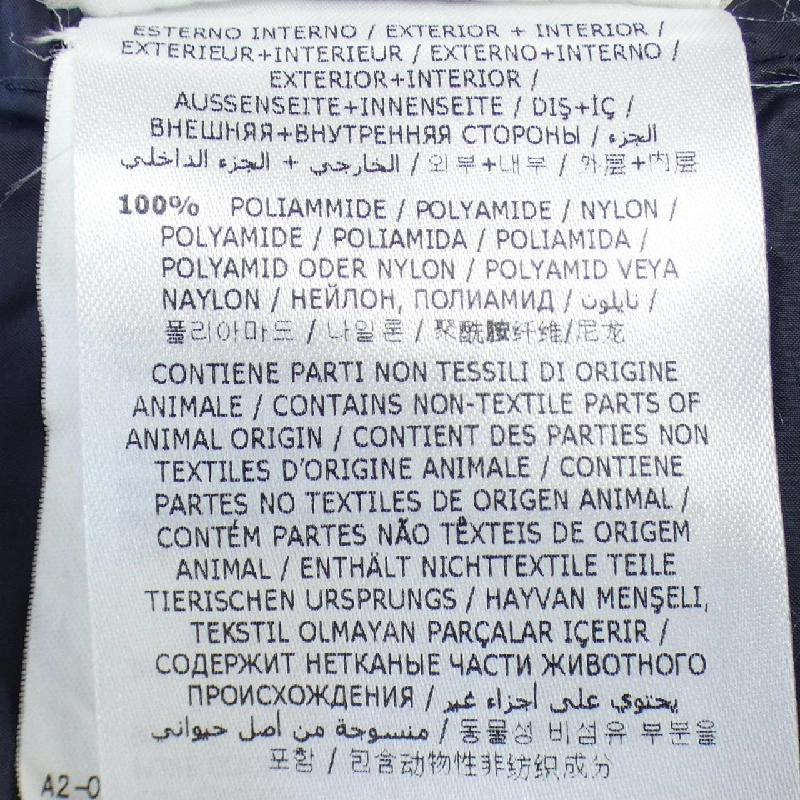 ESTERNO INTERNO / EXTERIOR + INTERIOR /
EXTERIEUR+INTERIEUR / EXTERNO+INTERNO /
EXTERIOR+INTERIOR /
AUSSENSEITE+INNENSEITE / DIŞ+İÇ /
ВНЕШНЯЯ+ВНУТРЕННЯЯ СТОРОНЫ / الجزء
الخارجي + الجزء الداخلي / 외부+내부 / 外层+内层
100% POLIAMMIDE / POLYAMIDE / NYLON /
POLYAMIDE / POLIAMIDA / POLIAMIDA /
POLYAMID ODER NYLON / POLYAMID VEYA
NAYLON / НЕЙЛОН, ПОЛИАМИД / نايلون /
폴리아마드 / 나일론 / 聚酰胺纤维/尼龙
CONTIENE PARTI NON TESSILI DI ORIGINE
ANIMALE / CONTAINS NON-TEXTILE PARTS OF
ANIMAL ORIGIN / CONTIENT DES PARTIES NON
TEXTILES D'ORIGINE ANIMALE / CONTIENE
PARTES NO TEXTILES DE ORIGEN ANIMAL /
CONTÉM PARTES NÃO TÊXTEIS DE ORIGEM
ANIMAL / ENTHÄLT NICHTTEXTILE TEILE
TIERISCHEN URSPRUNGS / HAYVAN MENŞELI,
TEKSTIL OLMAYAN PARÇALAR IÇERIR /
СОДЕРЖИТ НЕТКАНЫЕ ЧАСТИ ЖИВОТНОГО
ПРОИСХОЖДЕНИЯ / يحتوي على أجزاء غير
منسوجة من أصل حيواني / 동물성 비섬유 부분을
포함 / 包含动物性非纺织成分
A2-0